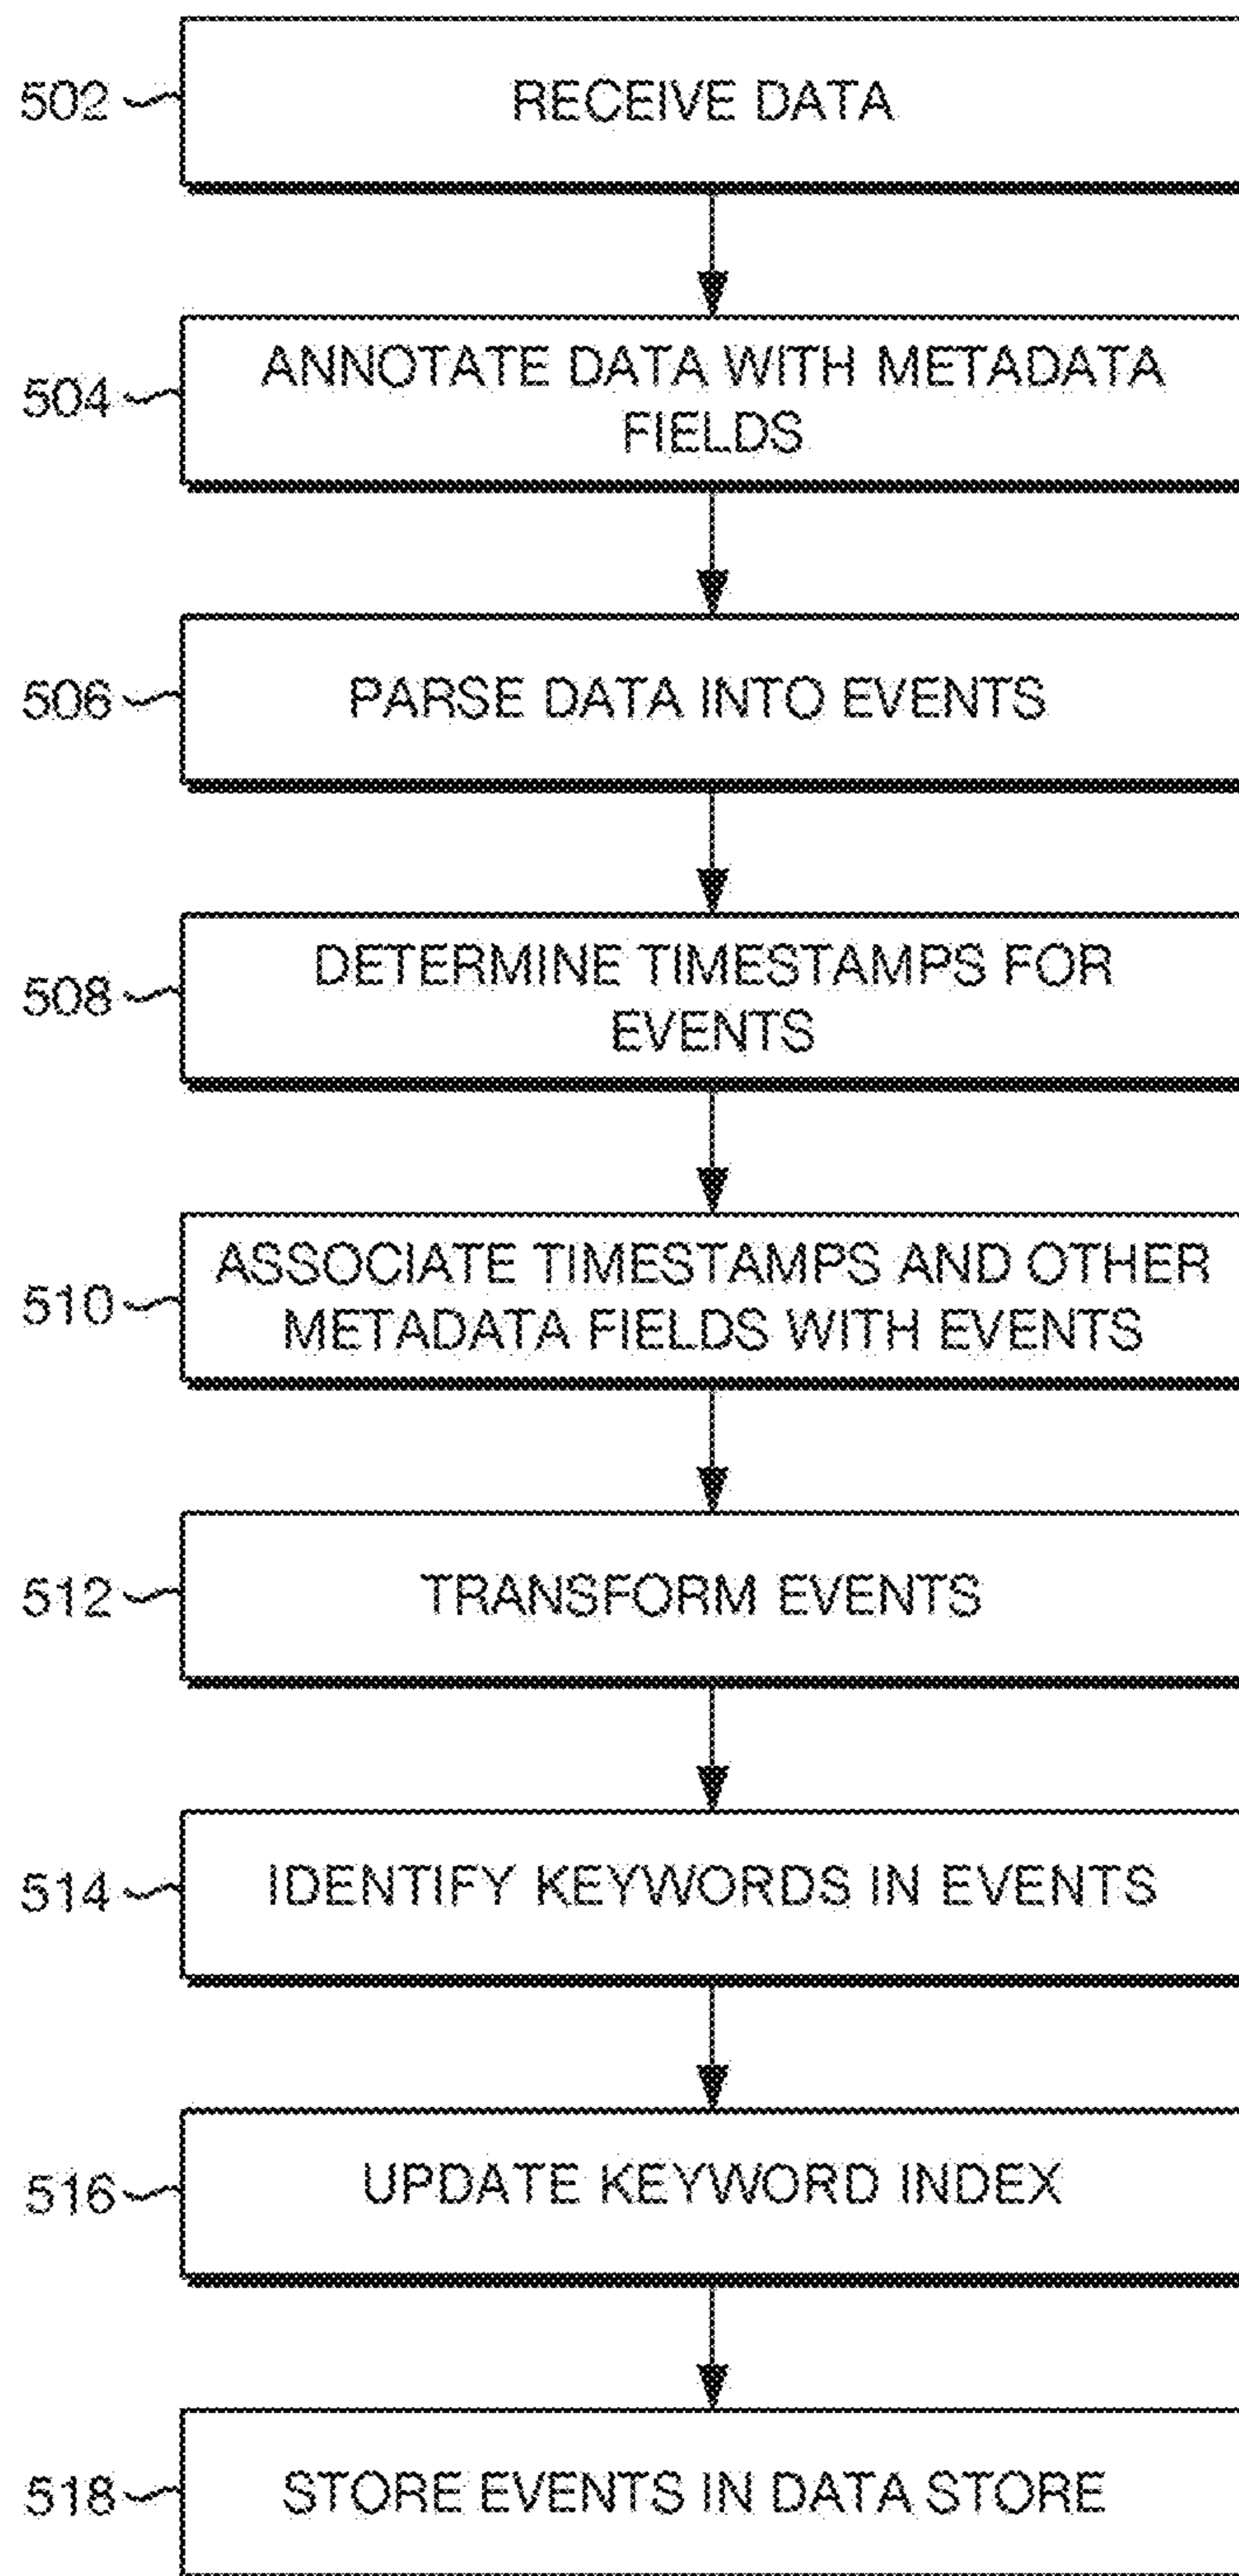 502
RECEIVE DATA
504
ANNOTATE DATA WITH METADATA
FIELDS
506
PARSE DATA INTO EVENTS
508
DETERMINE TIMESTAMPS FOR
EVENTS
510
ASSOCIATE TIMESTAMPS AND OTHER
METADATA FIELDS WITH EVENTS
512
TRANSFORM EVENTS
514
IDENTIFY KEYWORDS IN EVENTS
516
UPDATE KEYWORD INDEX
518
STORE EVENTS IN DATA STORE